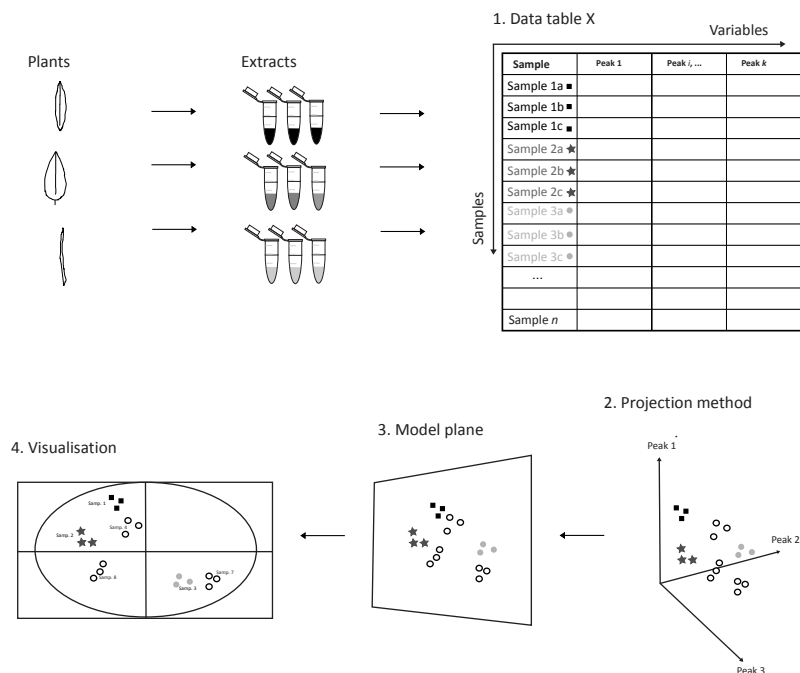 1. Data table X
Variables
Plants
Extracts
Sample Peak 1 Peak i, ... Peak k
Sample 1a
Sample 1b
Sample 1c
Sample 2a
Sample 2b
Sample 2c
Sample 3a
Sample 3b
Sample 3c
...
Sample n
Samples
2. Projection method
3. Model plane
4. Visualisation
Peak 1
Peak 2
Peak 3
Samp. 1
Samp. 4
Samp. 2
Samp. 8
Samp. 7
Samp. 3